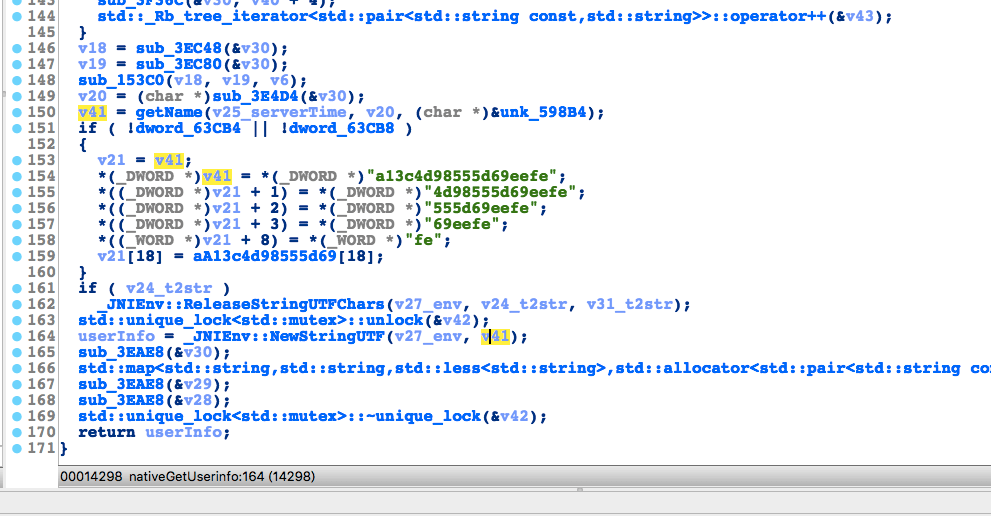 143 sub_3F36C(&v30, v40 + 4);
144 std::_Rb_tree_iterator<std::pair<std::string const,std::string>>::operator++(&v43);
145 }
146 v18 = sub_3EC48(&v30);
147 v19 = sub_3EC80(&v30);
148 sub_153C0(v18, v19, v6);
149 v20 = (char *)sub_3E4D4(&v30);
150 v41 = getName(v25_serverTime, v20, (char *)&unk_598B4);
151 if ( !dword_63CB4 || !dword_63CB8 )
152 {
153 v21 = v41;
154 *(_DWORD *)v41 = *(_DWORD *)"a13c4d98555d69eefe";
155 *((_DWORD *)v21 + 1) = *(_DWORD *)"4d98555d69eefe";
156 *((_DWORD *)v21 + 2) = *(_DWORD *)"555d69eefe";
157 *((_DWORD *)v21 + 3) = *(_DWORD *)"69eefe";
158 *((_WORD *)v21 + 8) = *(_WORD *)"fe";
159 v21[18] = aA13c4d98555d69[18];
160 }
161 if ( v24_t2str )
162 _JNIEnv::ReleaseStringUTFChars(v27_env, v24_t2str, v31_t2str);
163 std::unique_lock<std::mutex>::unlock(&v42);
164 userInfo = _JNIEnv::NewStringUTF(v27_env, v41);
165 sub_3EAE8(&v30);
166 std::map<std::string,std::string,std::less<std::string>,std::allocator<std::pair<std::string
167 sub_3EAE8(&v29);
168 sub_3EAE8(&v28);
169 std::unique_lock<std::mutex>::~unique_lock(&v42);
170 return userInfo;
171 }
00014298 nativeGetUserinfo:164 (14298)